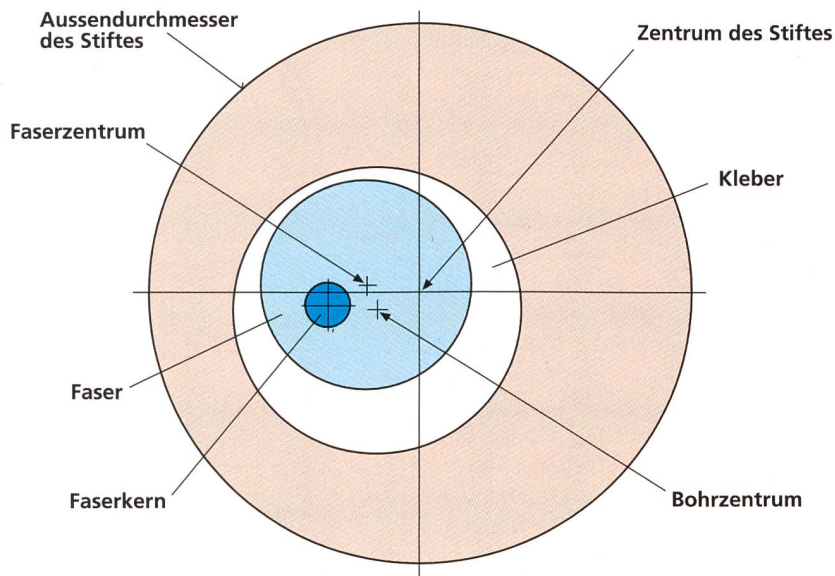 Aussendurchmesser
des Stiftes
Zentrum des Stiftes
Faserzentrum
Kleber
Faser
Faserkern
Bohrzentrum